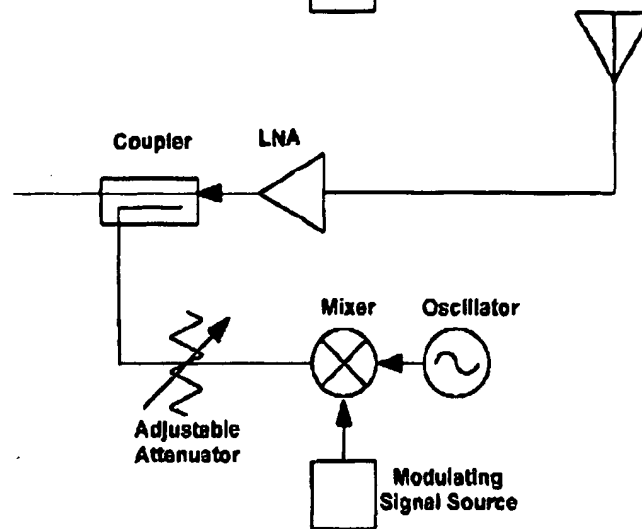 Coupler
LNA
Mixer
Oscillator
Adjustable
Attenuator
Modulating
Signal Source